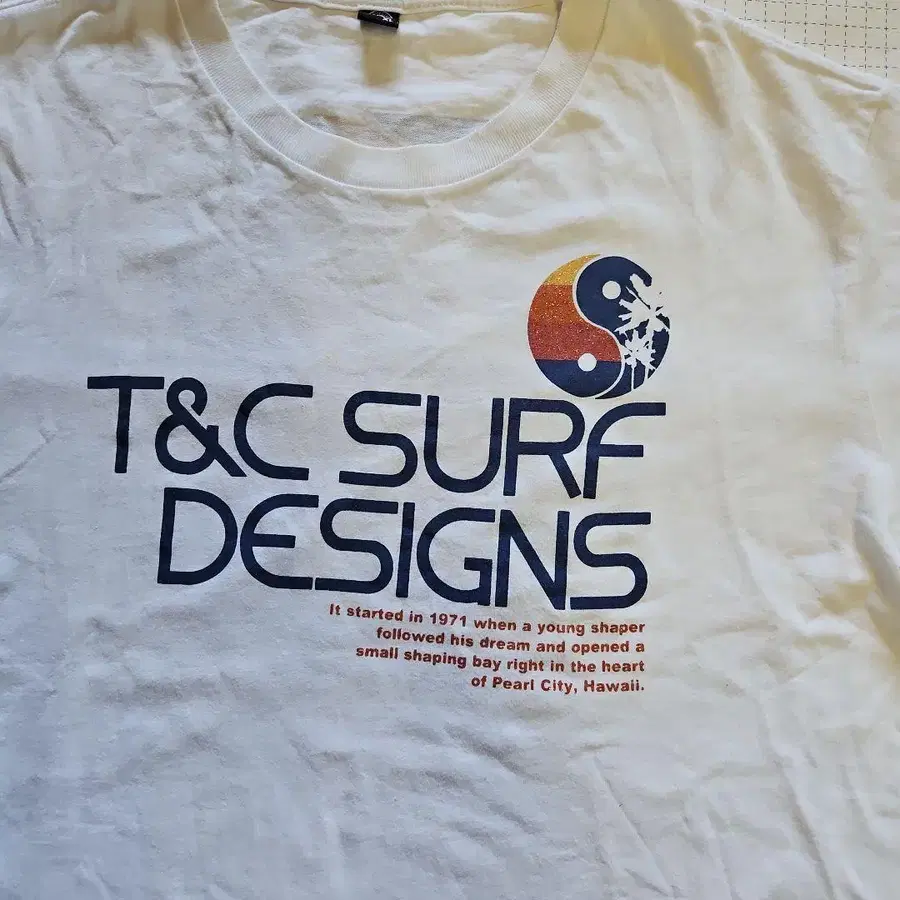 T&C SURF
DESIGNS
It started in 1971 when a young shaper
followed his dream and opened a
small shaping bay right in the heart
of Pearl City, Hawaii.